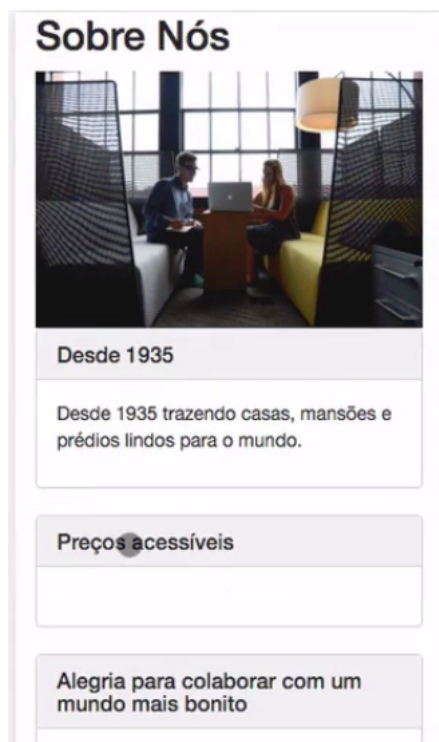 Sobre Nós
Desde 1935
Desde 1935 trazendo casas, mansões e
prédios lindos para o mundo.
Preços acessíveis
Alegria para colaborar com um
mundo mais bonito